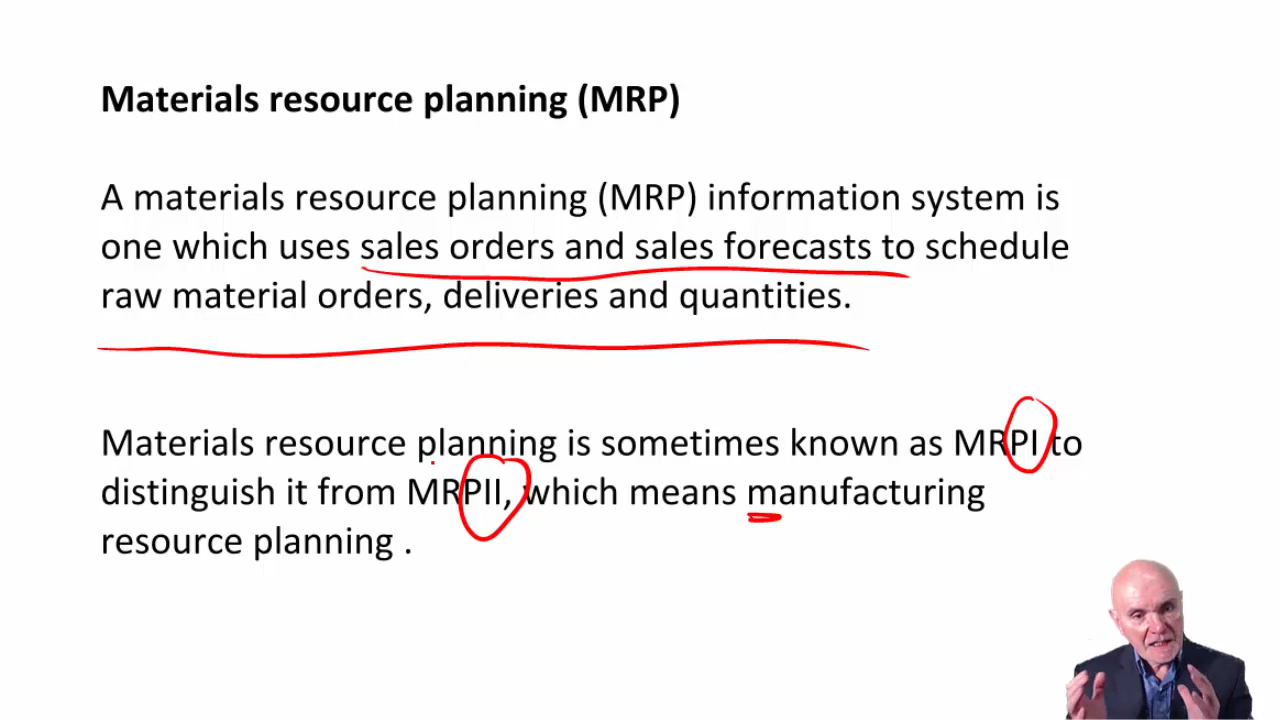 Materials resource planning (MRP)
A materials resource planning (MRP) information system is
one which uses sales orders and sales forecasts to schedule
raw material orders, deliveries and quantities.
Materials resource planning is sometimes known as MRPI to
distinguish it from MRPII, which means manufacturing
resource planning .